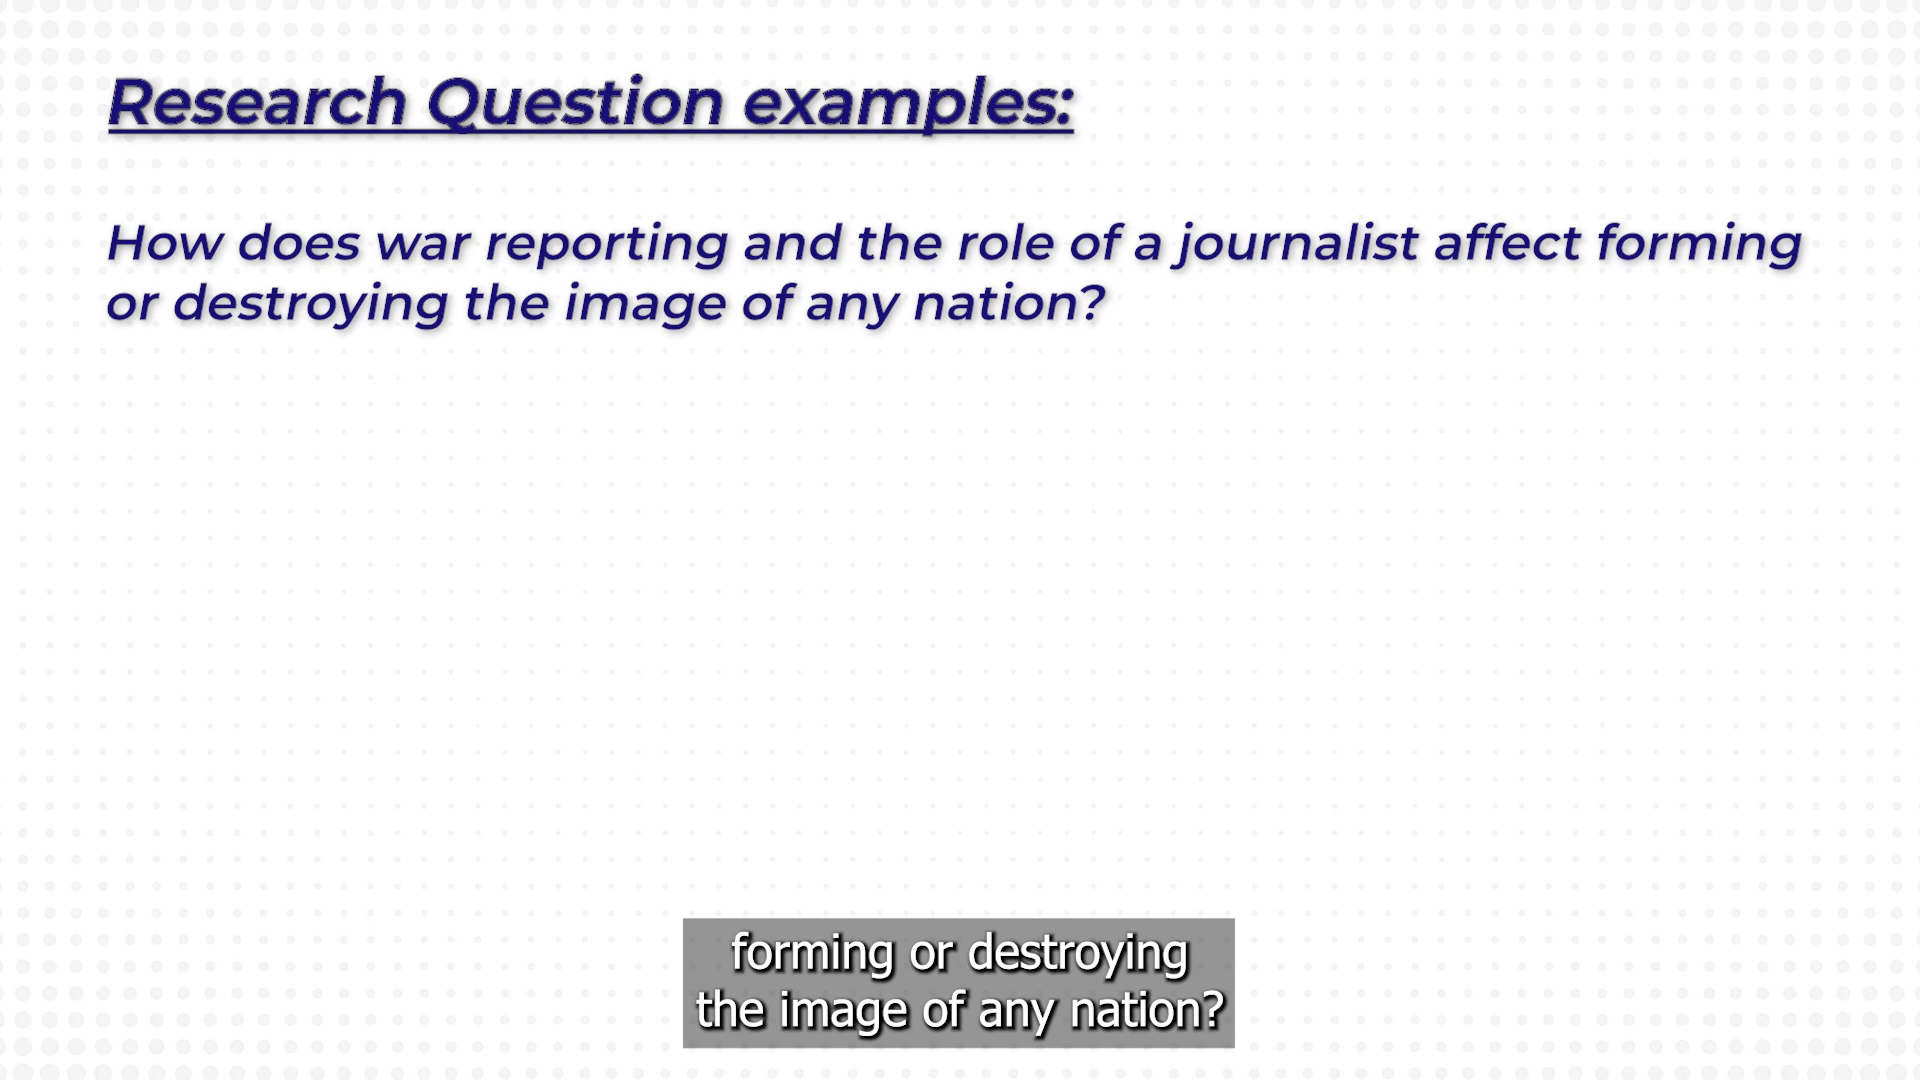 Research Question examples:
How does war reporting and the role of a journalist affect forming
or destroying the image of any nation?
forming or destroying
the image of any nation?